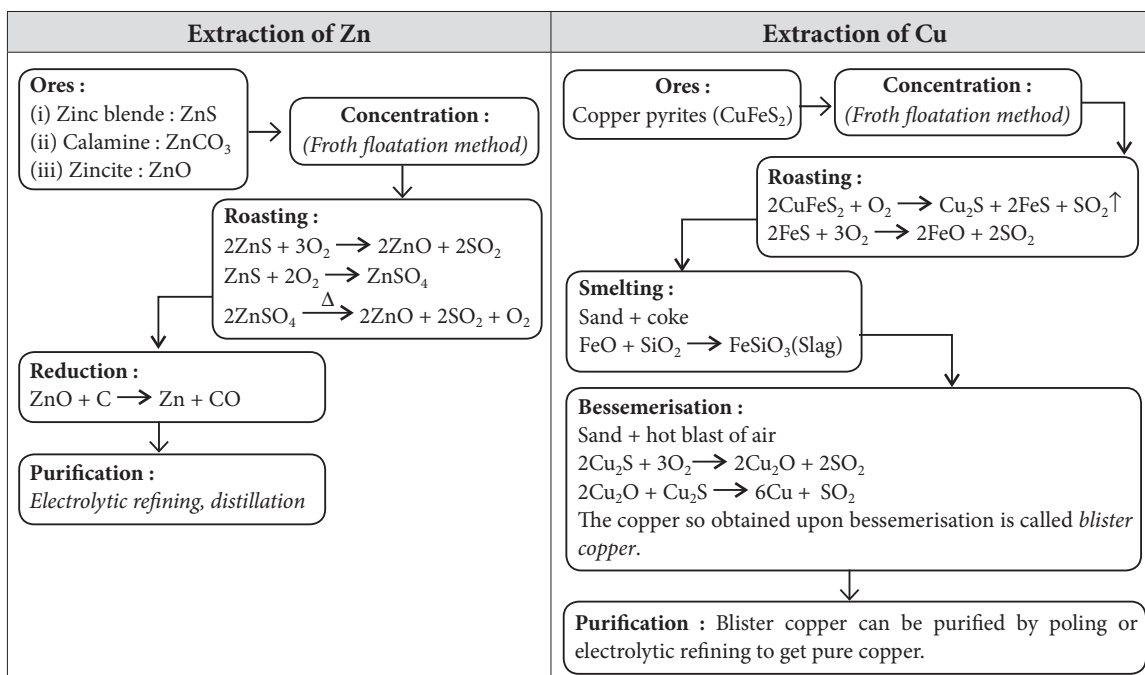 Extraction of Zn
Ores :
(i) Zinc blende : ZnS
(ii) Calamine : ZnCO₃
(iii) Zincite : ZnO
Concentration :
(Froth floatation method)
Roasting :
2ZnS + 3O₂ ⟶ 2ZnO + 2SO₂
ZnS + 2O₂ ⟶ ZnSO₄
2ZnSO₄ —Δ→ 2ZnO + 2SO₂ + O₂
Reduction :
ZnO + C ⟶ Zn + CO
Purification :
Electrolytic refining, distillation
Extraction of Cu
Ores :
Copper pyrites (CuFeS₂)
Concentration :
(Froth floatation method)
Roasting :
2CuFeS₂ + O₂ ⟶ Cu₂S + 2FeS + SO₂↑
2FeS + 3O₂ ⟶ 2FeO + 2SO₂
Smelting :
Sand + coke
FeO + SiO₂ ⟶ FeSiO₃(Slag)
Bessemerisation :
Sand + hot blast of air
2Cu₂S + 3O₂ ⟶ 2Cu₂O + 2SO₂
2Cu₂O + Cu₂S ⟶ 6Cu + SO₂
The copper so obtained upon bessemerisation is called blister
copper.
Purification : Blister copper can be purified by poling or
electrolytic refining to get pure copper.